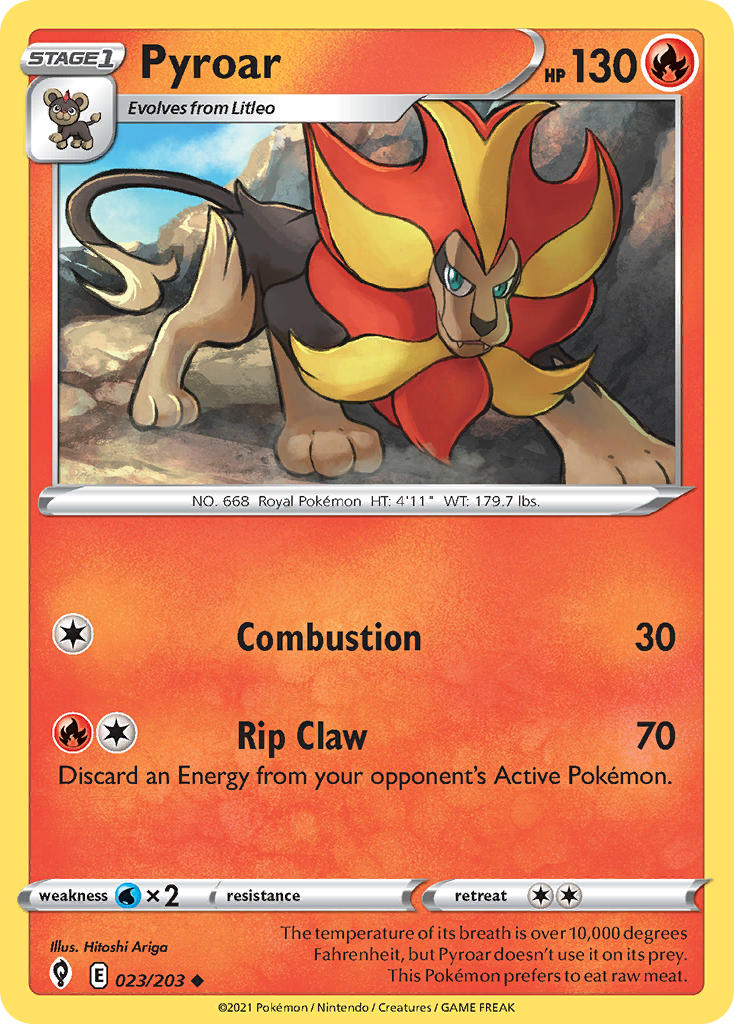 STAGE1
Pyroar
HP 130
Evolves from Litleo
NO. 668 Royal Pokémon HT: 4'11" WT: 179.7 lbs.
Combustion 30
Rip Claw 70
Discard an Energy from your opponent's Active Pokémon.
weakness ×2 resistance retreat
Illus. Hitoshi Ariga
The temperature of its breath is over 10,000 degrees
Fahrenheit, but Pyroar doesn't use it on its prey.
This Pokémon prefers to eat raw meat.
E 023/203
©2021 Pokémon / Nintendo / Creatures / GAME FREAK